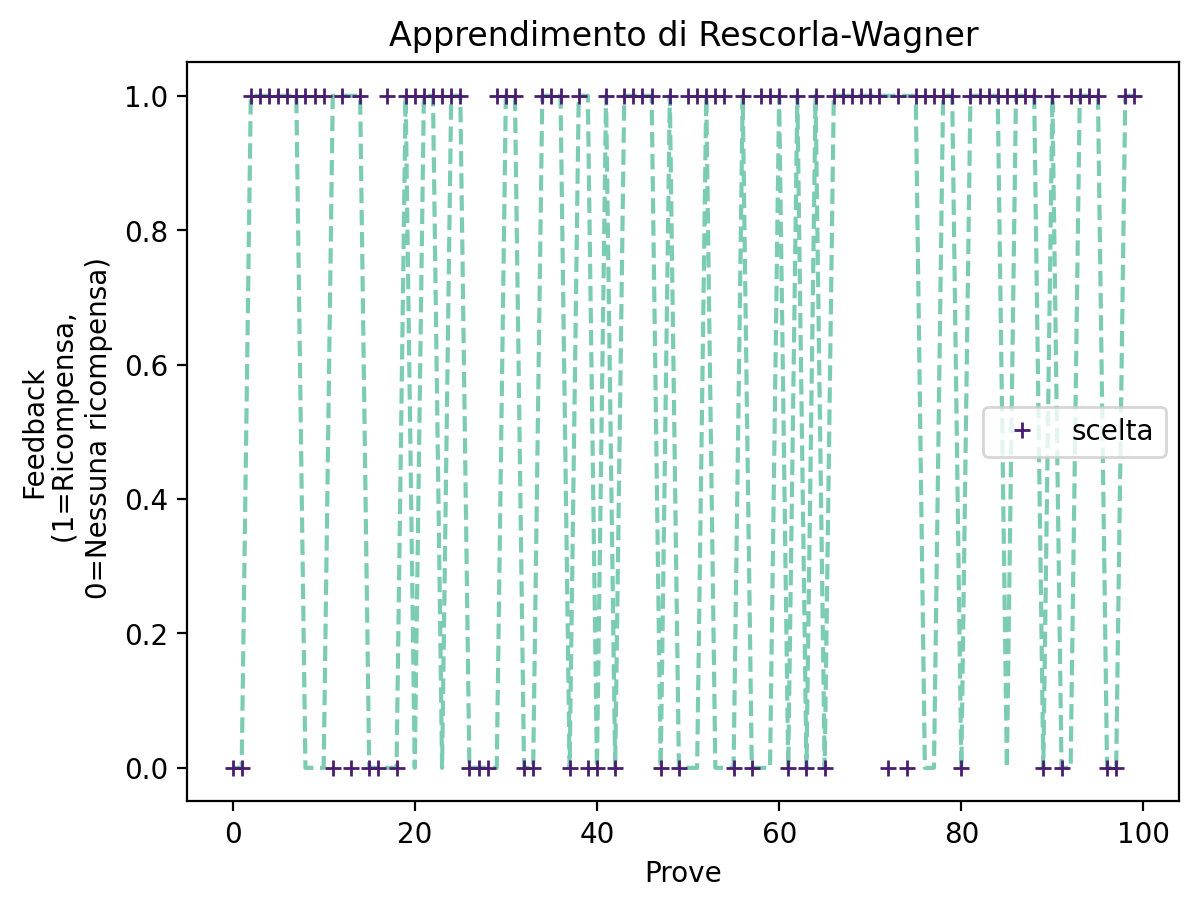 Apprendimento di Rescorla-Wagner
Feedback
(1=Ricompensa,
0=Nessuna ricompensa)
1.0
0.8
0.6
0.4
0.2
0.0
scelta
0 20 40 60 80 100
Prove